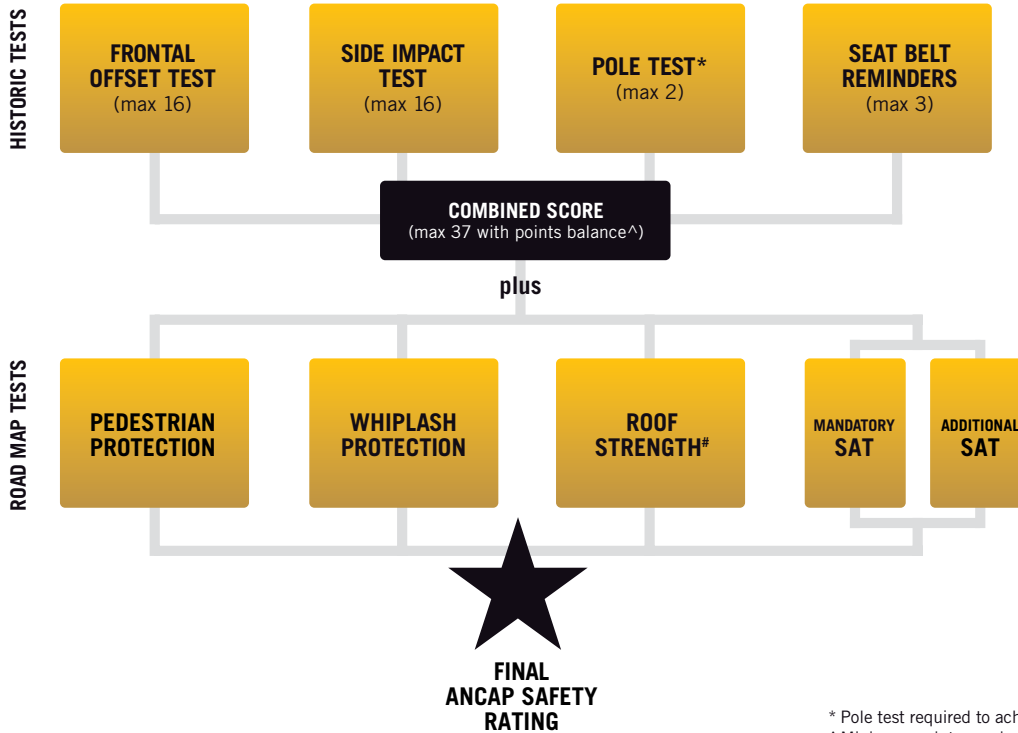 HISTORIC TESTS
FRONTAL
OFFSET TEST
(max 16)
SIDE IMPACT
TEST
(max 16)
POLE TEST*
(max 2)
SEAT BELT
REMINDERS
(max 3)
COMBINED SCORE
(max 37 with points balance^)
plus
ROAD MAP TESTS
PEDESTRIAN
PROTECTION
WHIPLASH
PROTECTION
ROOF
STRENGTH#
MANDATORY
SAT
ADDITIONAL
SAT
FINAL
ANCAP SAFETY
RATING
* Pole test required to ach